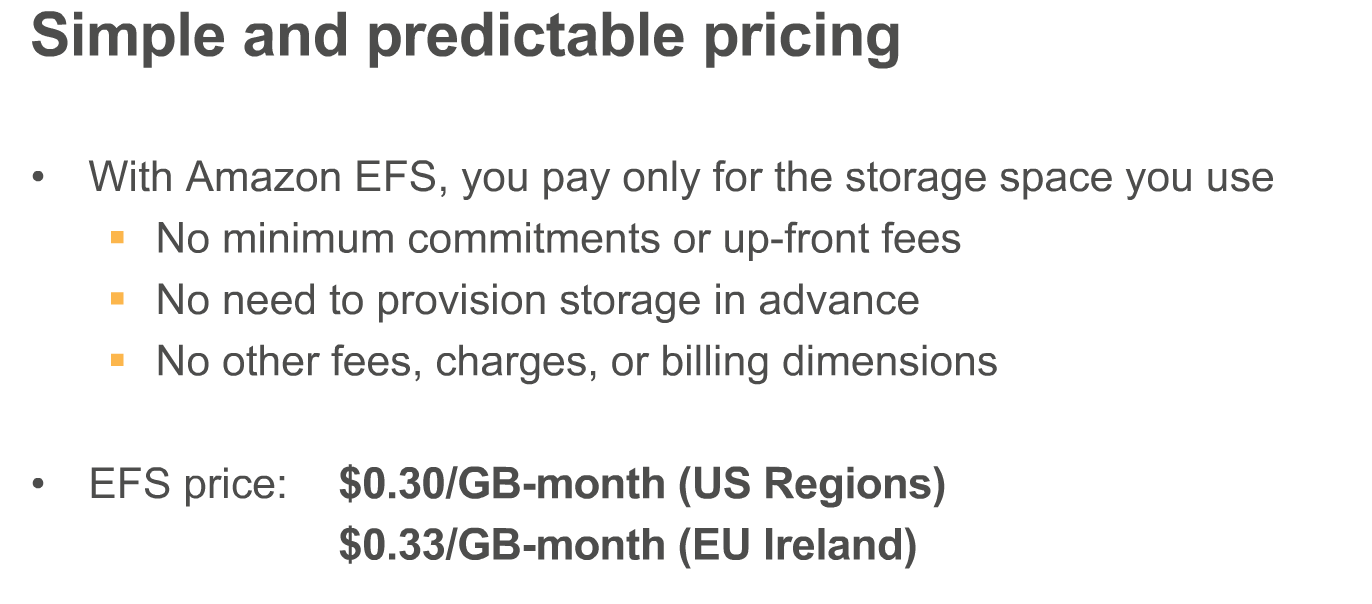 Simple and predictable pricing
• With Amazon EFS, you pay only for the storage space you use
▪ No minimum commitments or up-front fees
▪ No need to provision storage in advance
▪ No other fees, charges, or billing dimensions
• EFS price: $0.30/GB-month (US Regions)
$0.33/GB-month (EU Ireland)